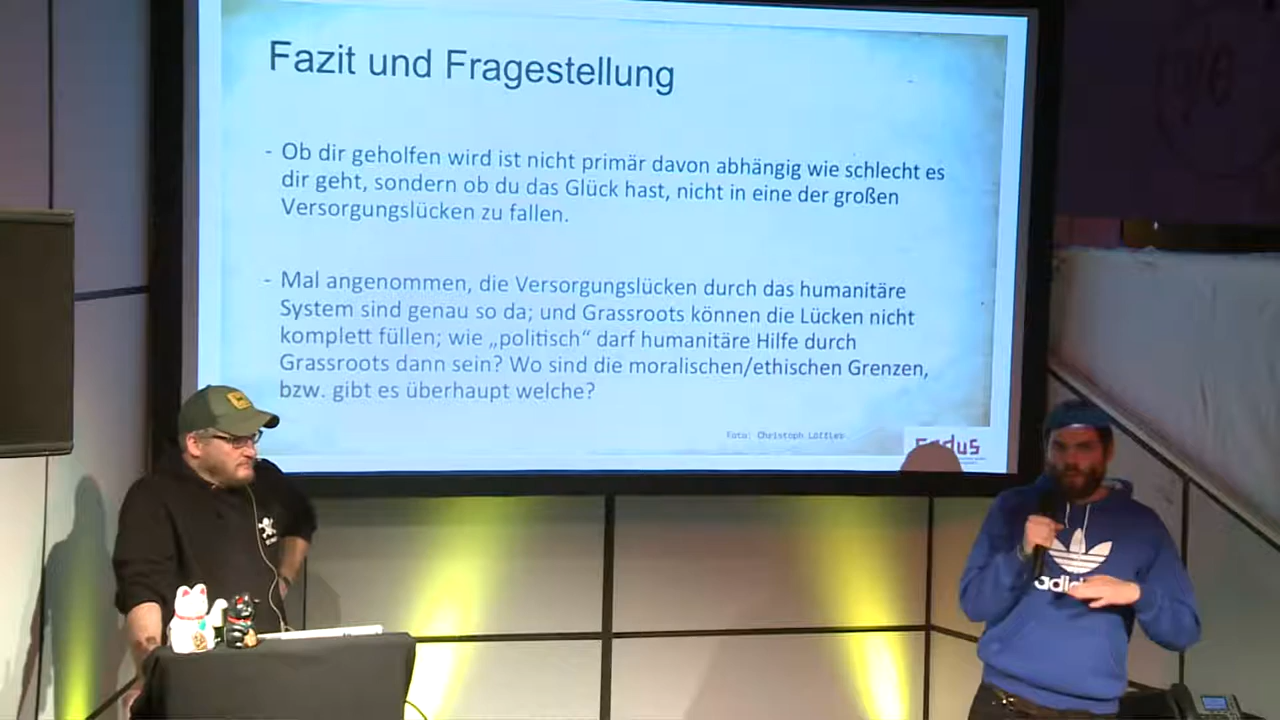 Fazit und Fragestellung
- Ob dir geholfen wird ist nicht primär davon abhängig wie schlecht es
dir geht, sondern ob du das Glück hast, nicht in eine der großen
Versorgungslücken zu fallen.
- Mal angenommen, die Versorgungslücken durch das humanitäre
System sind genau so da; und Grassroots können die Lücken nicht
komplett füllen; wie „politisch“ darf humanitäre Hilfe durch
Grassroots dann sein? Wo sind die moralischen/ethischen Grenzen,
bzw. gibt es überhaupt welche?
Foto: Christoph Löffler
cadus
adidas